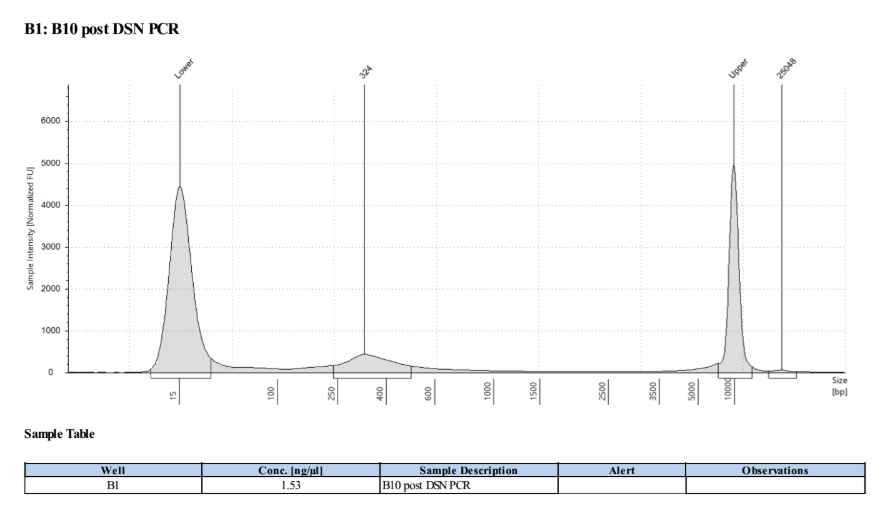 B1: B10 post DSN PCR
Lower
324
Upper
25048
Sample Intensity [Normalized FU]
6000
5000
4000
3000
2000
1000
0
15
100
250
400
600
1000
1500
2500
3500
5000
10000
Size
[bp]
Sample Table
Well Conc. [ng/µl] Sample Description Alert Observations
B1 1.53 B10 post DSN PCR